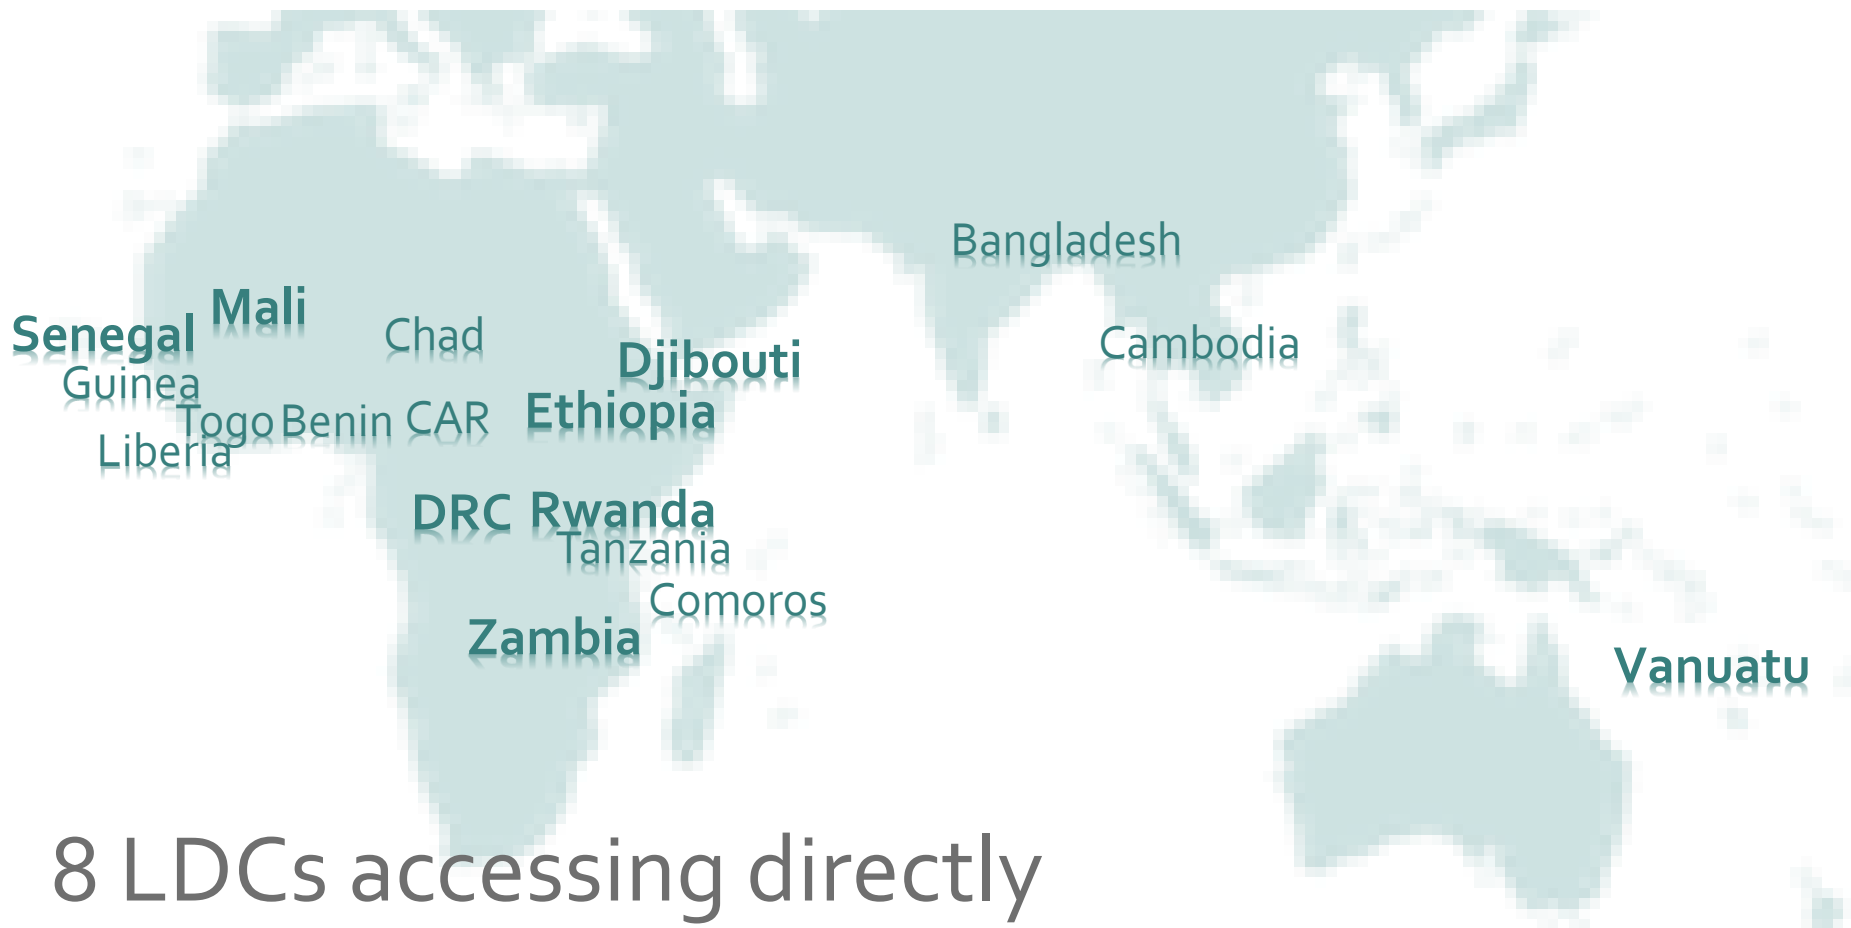 Bangladesh
Mali
Senegal
Chad
Cambodia
Djibouti
Guinea
Ethiopia
Togo Benin CAR
Liberia
DRC Rwanda
Tanzania
Comoros
Zambia
Vanuatu
8 LDCs accessing directly